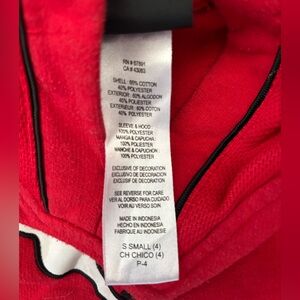 RN # 57891
CA # 43083
SHELL: 60% COTTON
40% POLYESTER
EXTERIOR: 60% ALGODON
40% POLIESTER
EXTERIEUR: 60% COTON
40% POLYESTER
SLEEVE & HOOD:
100% POLYESTER
MANGA & CAPUCHA:
100% POLIESTER
MANCHE & CAPUCHON:
100% POLYESTER
EXCLUSIVE OF DECORATION
EXCLUSIVO DE DECORACION
EXCLUSIF DE DECORATION
SEE REVERSE FOR CARE
VER AL DORSO PARA CUIDADO
VOIR AU VERSO SOIN
MADE IN INDONESIA
HECHO EN INDONESIA
FABRIQUE AU INDONESIE
S SMALL (4)
CH CHICO (4)
P-4